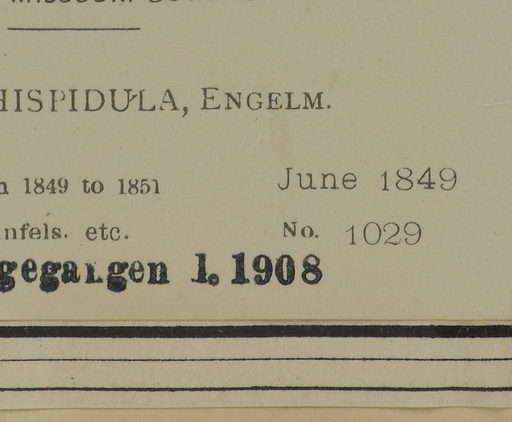 HISPIDULA, ENGELM.
1849 to 1851 June 1849
nfels. etc. No. 1029
gegangen 1. 1908